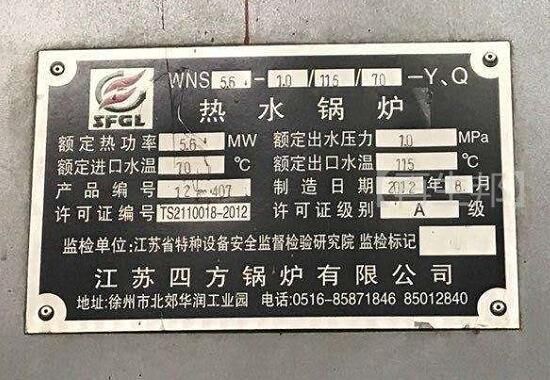 SFGL
WNS 5.6 - 1.0 / 115 / 70 -Y、Q
热水锅炉
额定热功率 5.6 MW 额定出水压力 1.0 MPa
额定进口水温 70 ℃ 额定出口水温 115 ℃
产品编号 12-407 制造日期 2012 年 8 月
许可证编号 TS2110018-2012 许可证级别 A 级
监检单位:江苏省特种设备安全监督检验研究院 监检标记
江苏四方锅炉有限公司
地址:徐州市北郊华润工业园 电话:0516-85871846 85012840